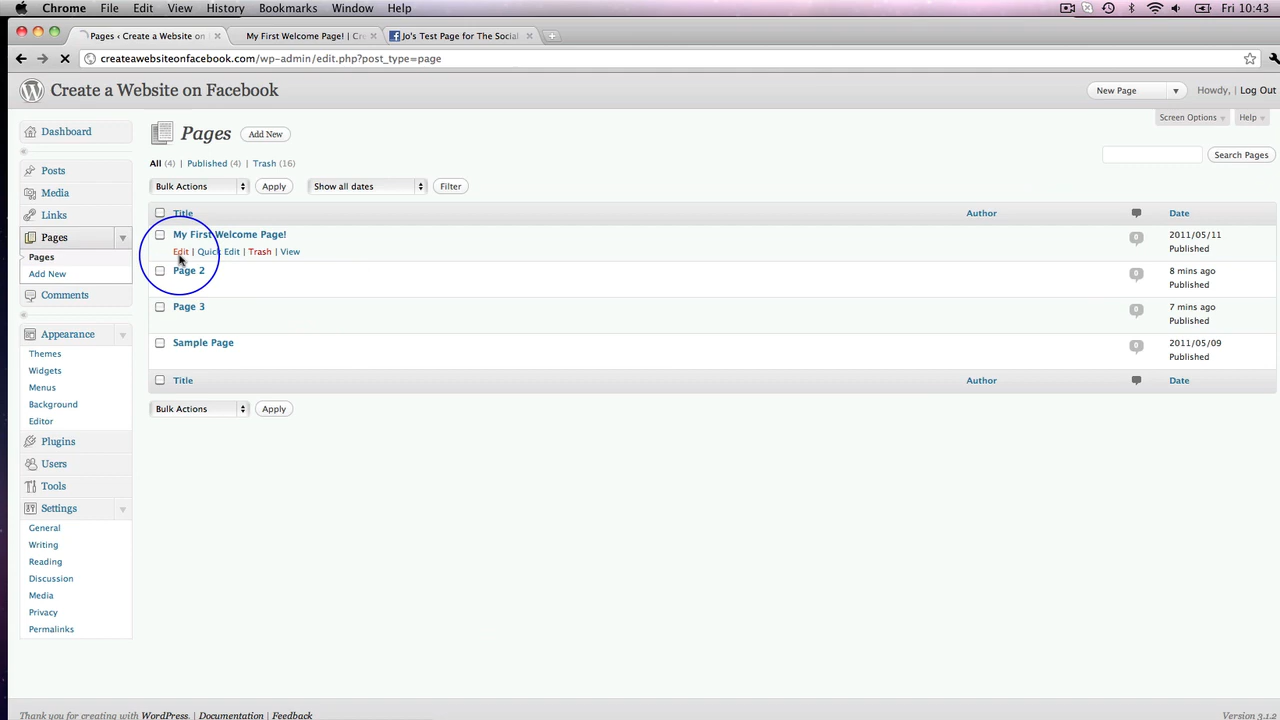 Chrome File Edit View History Bookmarks Window Help Fri 10:43
Pages ‹ Create a Website on My First Welcome Page! | Cr Jo's Test Page for The Social
createawebsiteonfacebook.com/wp-admin/edit.php?post_type=page
Create a Website on Facebook New Page Howdy, | Log Out
Screen Options Help
Dashboard
Pages Add New
All (4) | Published (4) | Trash (16)
Search Pages
Bulk Actions Apply Show all dates Filter
Posts
Media
Links
Pages
Pages
Add New
Comments
Appearance
Themes
Widgets
Menus
Background
Editor
Plugins
Users
Tools
Settings
General
Writing
Reading
Discussion
Media
Privacy
Permalinks
Title Author Date
My First Welcome Page! 0 2011/05/11
Edit | Quick Edit | Trash | View Published
Page 2 0 8 mins ago
Published
Page 3 0 7 mins ago
Published
Sample Page 0 2011/05/09
Published
Title Author Date
Bulk Actions Apply
Thank you for creating with WordPress. | Documentation | Feedback Version 3.1.2